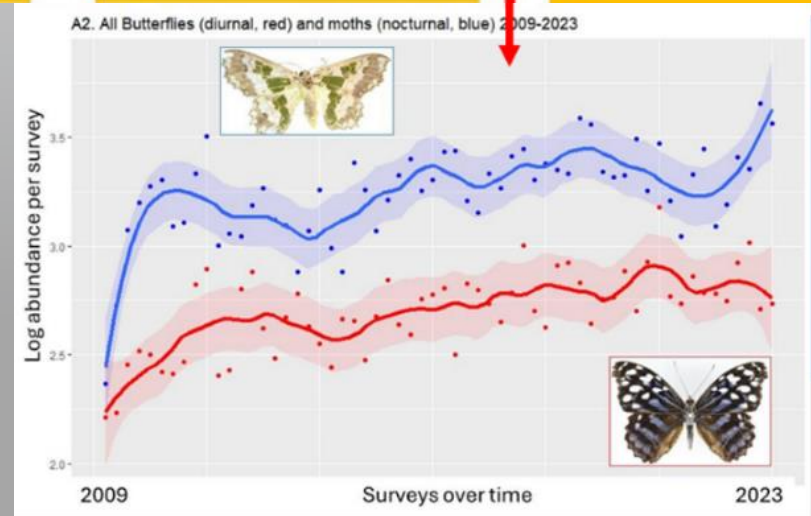 A2. All Butterflies (diurnal, red) and moths (nocturnal, blue) 2009-2023
Log abundance per survey
3.5
3.0
2.5
2.0
2009
Surveys over time
2023